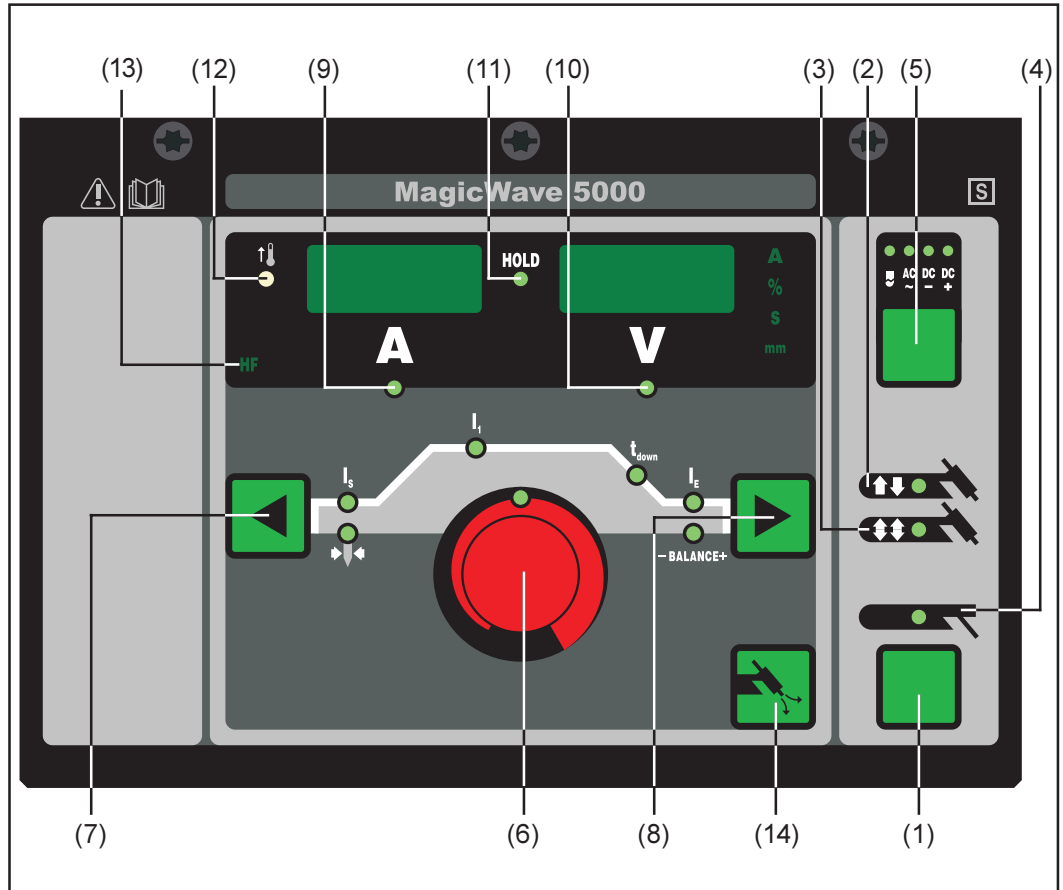 (13) (12) (9) (11) (10) (3) (2) (5) (4)
MagicWave 5000
S
HOLD
A
%
S
mm
AC DC DC
~ − +
A V
HF
I₁
tdown
IS
IE
−BALANCE+
(7) (6) (8) (14) (1)